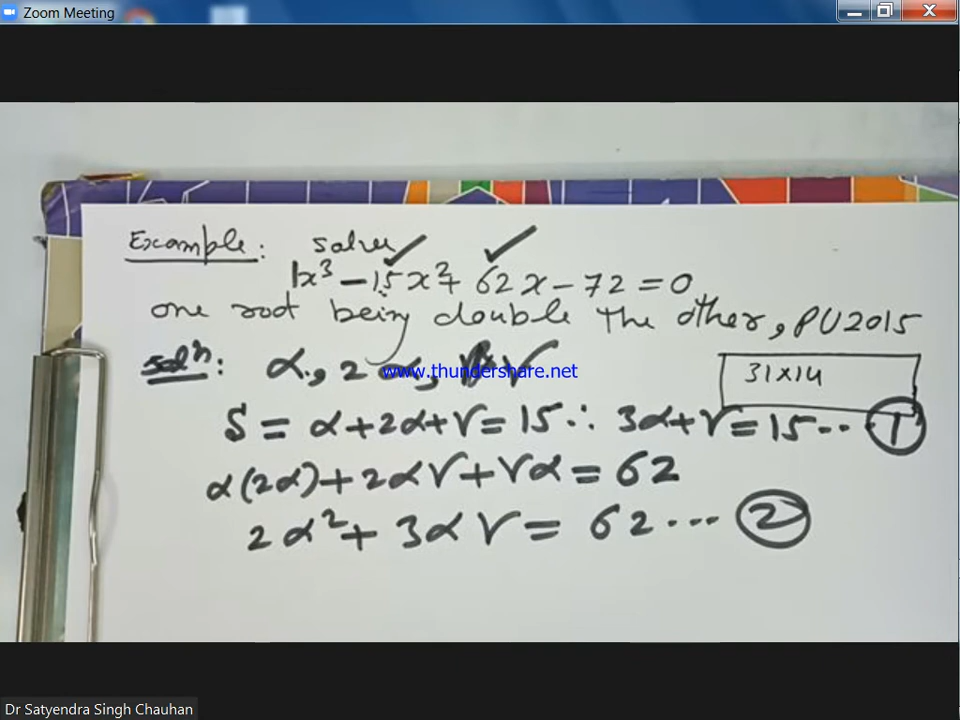 Zoom Meeting
Example: Solve
1x³ − 15x² + 62x − 72 = 0
one root being double the other, PU2015
Solⁿ: α, 2α, γ
www.thundershare.net
31×14
S = α + 2α + γ = 15 ∴ 3α + γ = 15 ... ①
α(2α) + 2αγ + γα = 62
2α² + 3αγ = 62 ... ②
Dr Satyendra Singh Chauhan